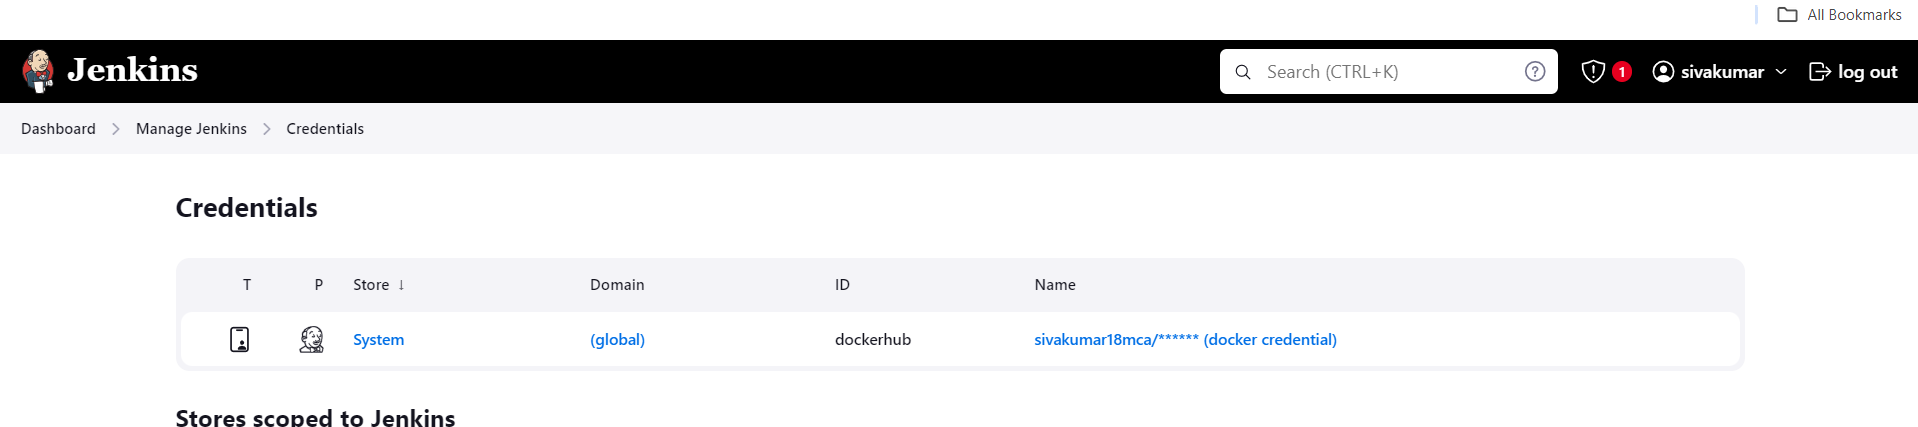 All Bookmarks
Jenkins Search (CTRL+K) ? 1 sivakumar log out
Dashboard > Manage Jenkins > Credentials
Credentials
T P Store ↓ Domain ID Name
System (global) dockerhub sivakumar18mca/****** (docker credential)
Stores scoped to Jenkins